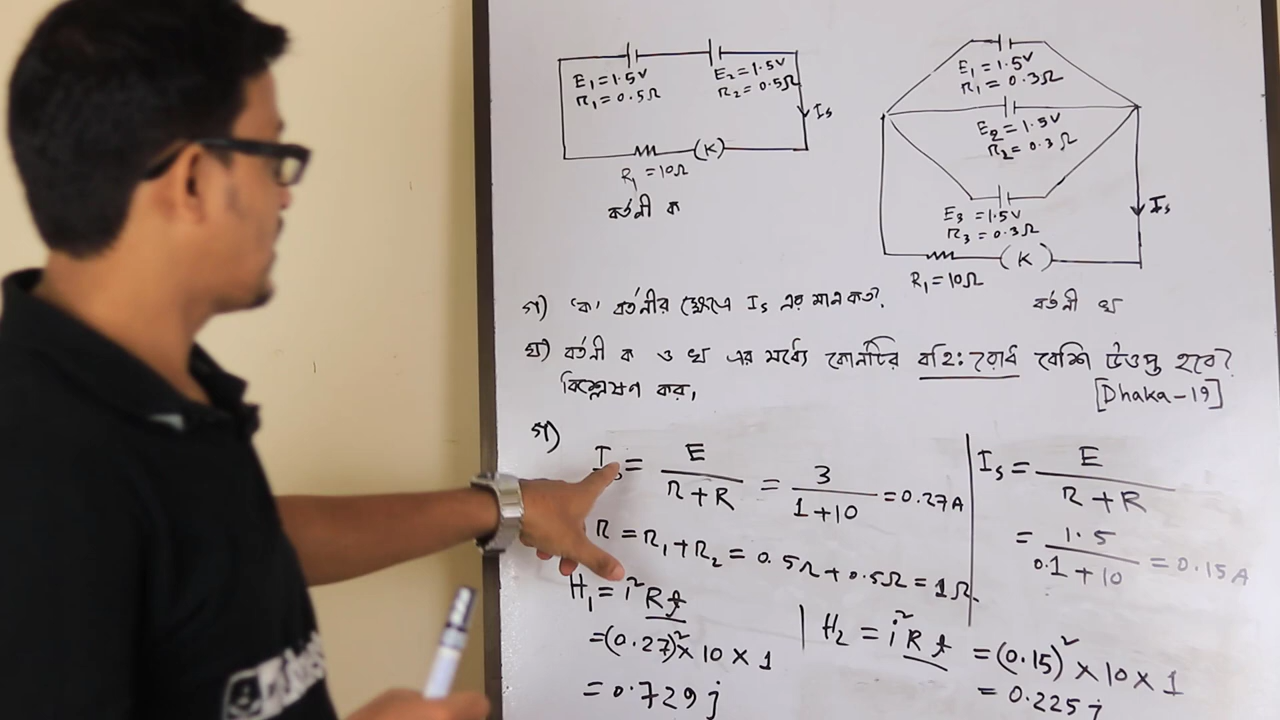 E₁ = 1.5V
r₁ = 0.5Ω
E₂ = 1.5V
r₂ = 0.5Ω
Is
(K)
R₁ = 10Ω
বর্তনী ক
E₁ = 1.5V
r₁ = 0.3Ω
E₂ = 1.5V
r₂ = 0.3Ω
E₃ = 1.5V
r₃ = 0.3Ω
Is
(K)
R₁ = 10Ω
বর্তনী খ
গ) 'ক' বর্তনীর ক্ষেত্রে Is এর মান কত?
ঘ) বর্তনী ক ও খ এর মধ্যে কোনটির বহিঃরোধ বেশি উত্তপ্ত হবে?
বিশ্লেষণ কর।
[Dhaka-19]
গ)
Is = E / (r + R) = 3 / (1 + 10) = 0.27A
r = r₁ + r₂ = 0.5Ω + 0.5Ω = 1Ω.
H₁ = i²Rt
= (0.27)² × 10 × 1
= 0.729 j
Is = E / (r + R)
= 1.5 / (0.1 + 10) = 0.15A
H₂ = i²Rt = (0.15)² × 10 × 1
= 0.225 j